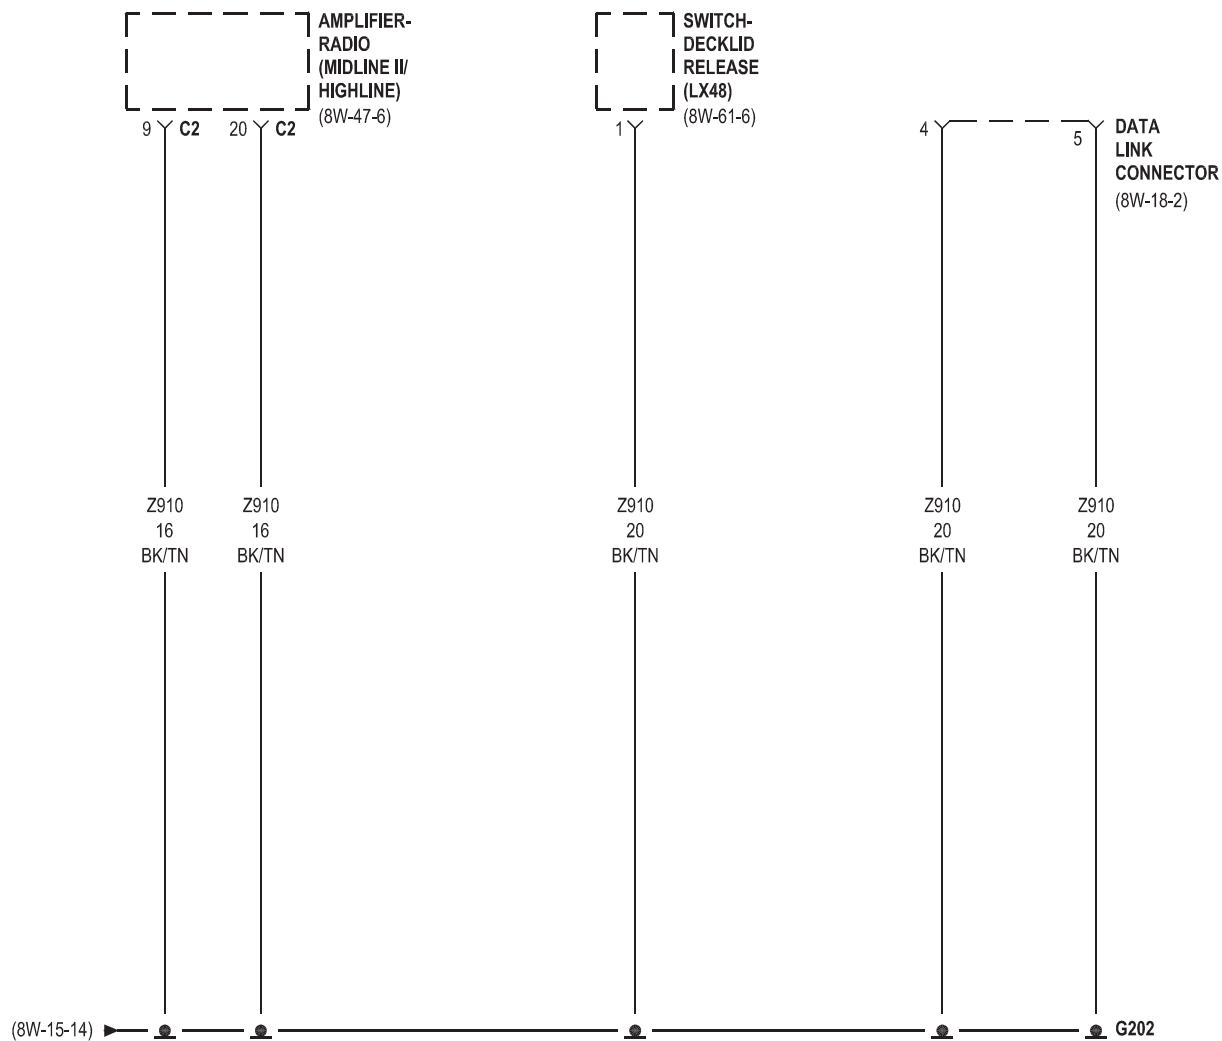 AMPLIFIER-
RADIO
(MIDLINE II/
HIGHLINE)
(8W-47-6)
9 C2
20 C2
SWITCH-
DECKLID
RELEASE
(LX48)
(8W-61-6)
1
4
5
DATA
LINK
CONNECTOR
(8W-18-2)
Z910
16
BK/TN
Z910
16
BK/TN
Z910
20
BK/TN
Z910
20
BK/TN
Z910
20
BK/TN
(8W-15-14)
G202